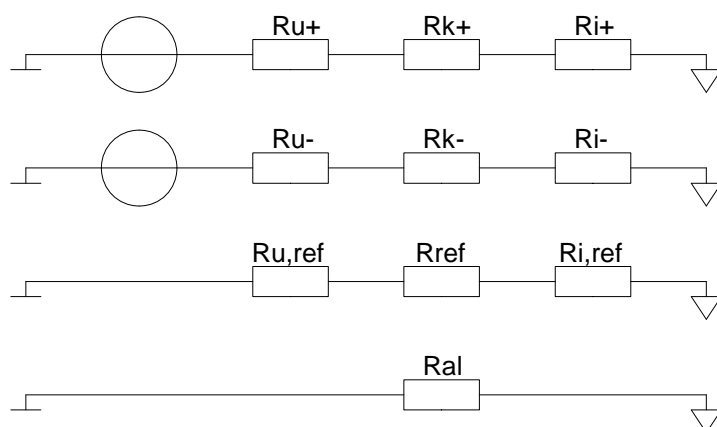 Ru+ Rk+ Ri+
Ru- Rk- Ri-
Ru,ref Rref Ri,ref
Ral